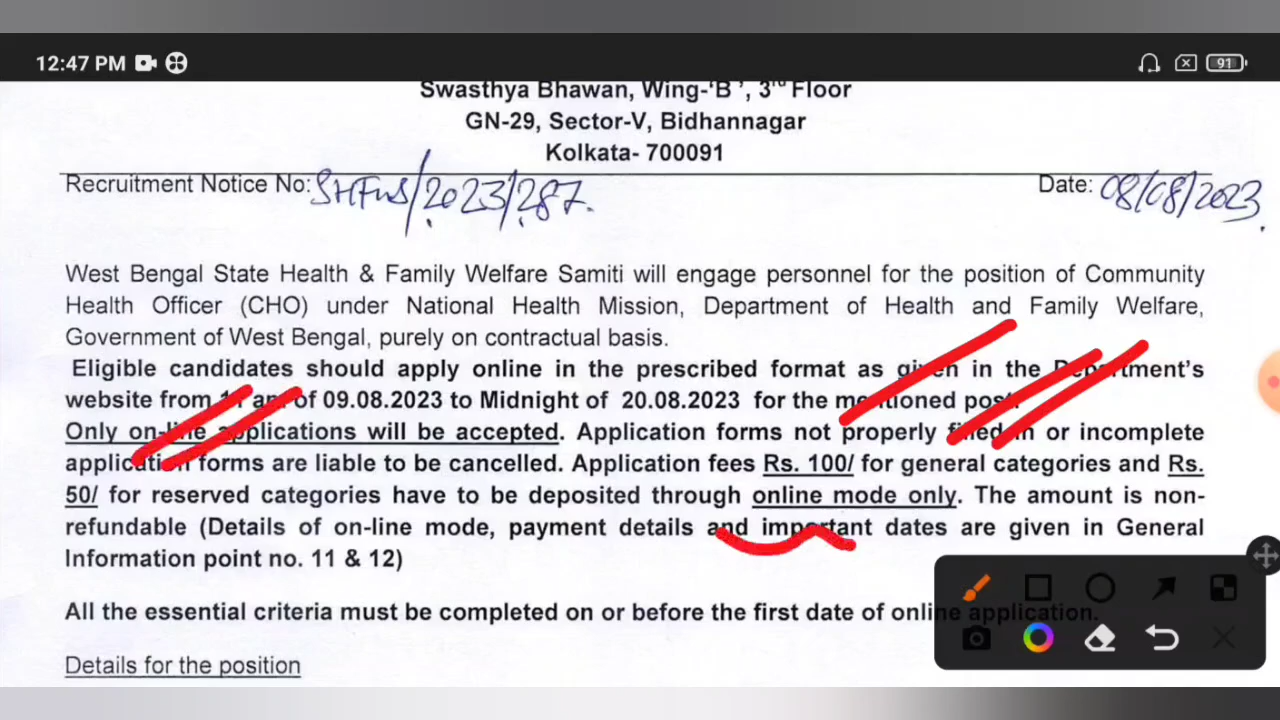 12:47 PM
91
Swasthya Bhawan, Wing-'B', 3rd Floor
GN-29, Sector-V, Bidhannagar
Kolkata- 700091
Recruitment Notice No: SHFWS/2023/287.
Date: 08/08/2023.
West Bengal State Health & Family Welfare Samiti will engage personnel for the position of Community
Health Officer (CHO) under National Health Mission, Department of Health and Family Welfare,
Government of West Bengal, purely on contractual basis.
Eligible candidates should apply online in the prescribed format as given in the Department's
website from 11 am of 09.08.2023 to Midnight of 20.08.2023 for the mentioned post.
Only on-line applications will be accepted. Application forms not properly filled in or incomplete
application forms are liable to be cancelled. Application fees Rs. 100/ for general categories and Rs.
50/ for reserved categories have to be deposited through online mode only. The amount is non-
refundable (Details of on-line mode, payment details and important dates are given in General
Information point no. 11 & 12)
All the essential criteria must be completed on or before the first date of online application.
Details for the position